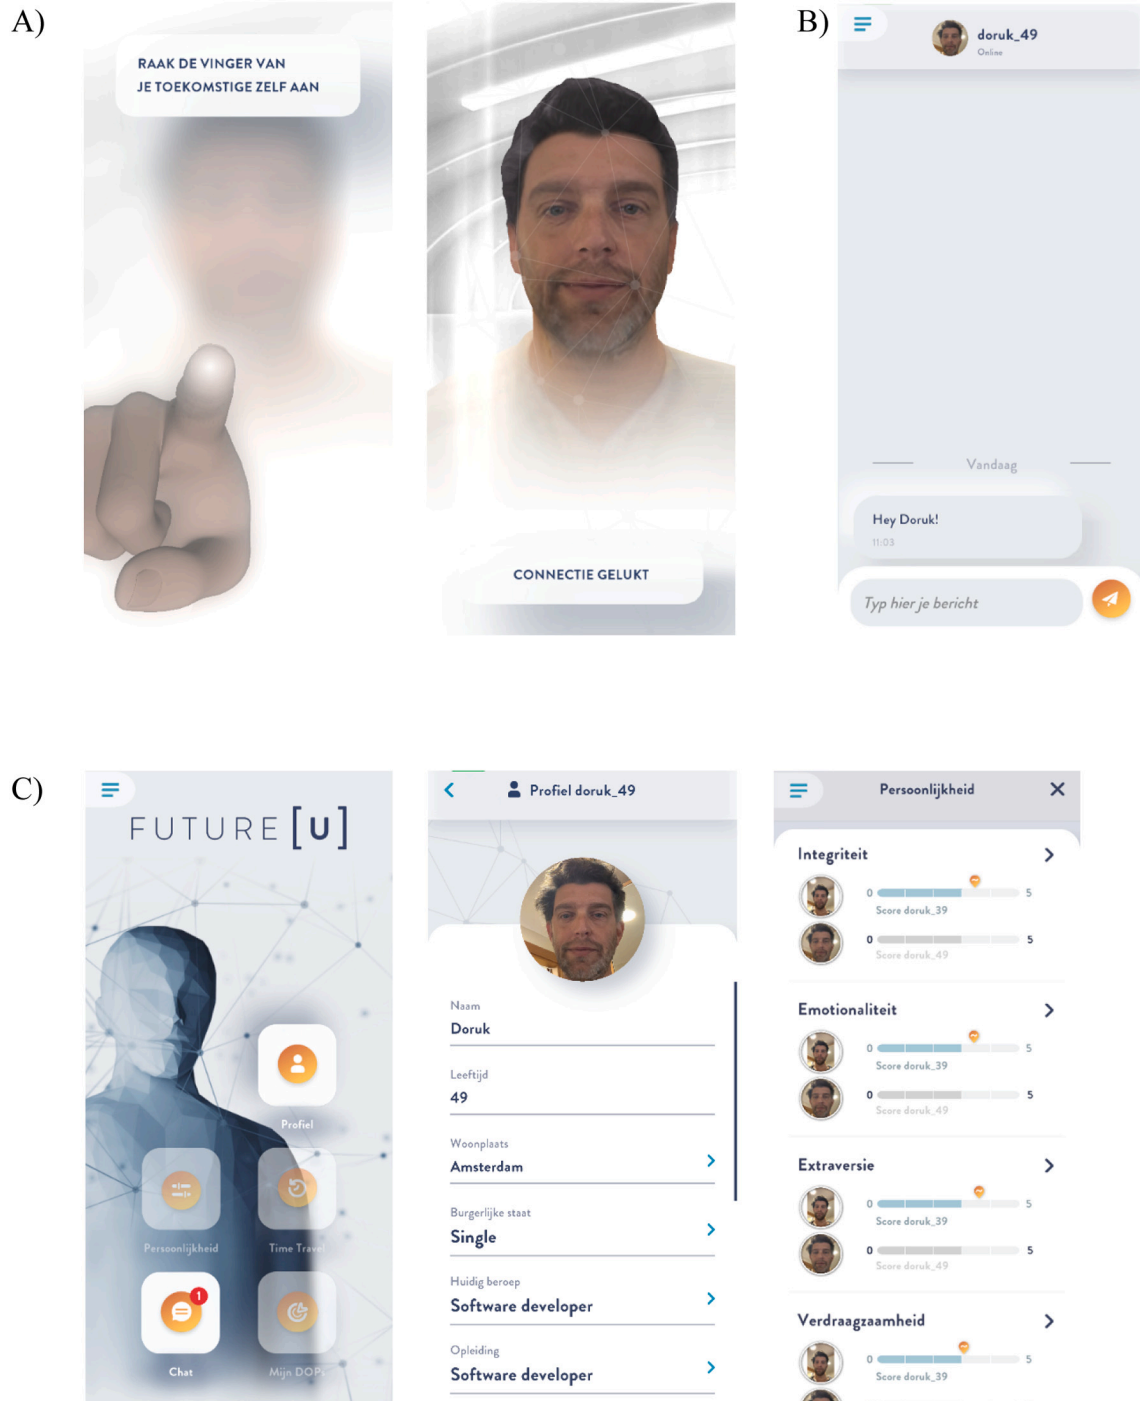 A)
RAAK DE VINGER VAN
JE TOEKOMSTIGE ZELF AAN
CONNECTIE GELUKT
B)
doruk_49
Online
Vandaag
Hey Doruk!
11:03
Typ hier je bericht
C)
FUTURE [U]
Profiel
Persoonlijkheid
Time Travel
1
Chat
Mijn DOPs
Profiel doruk_49
Naam
Doruk
Leeftijd
49
Woonplaats
Amsterdam
Burgerlijke staat
Single
Huidig beroep
Software developer
Opleiding
Software developer
Persoonlijkheid
Integriteit
0 5
Score doruk_39
0 5
Score doruk_49
Emotionaliteit
0 5
Score doruk_39
0 5
Score doruk_49
Extraversie
0 5
Score doruk_39
0 5
Score doruk_49
Verdraagzaamheid
0 5
Score doruk_39